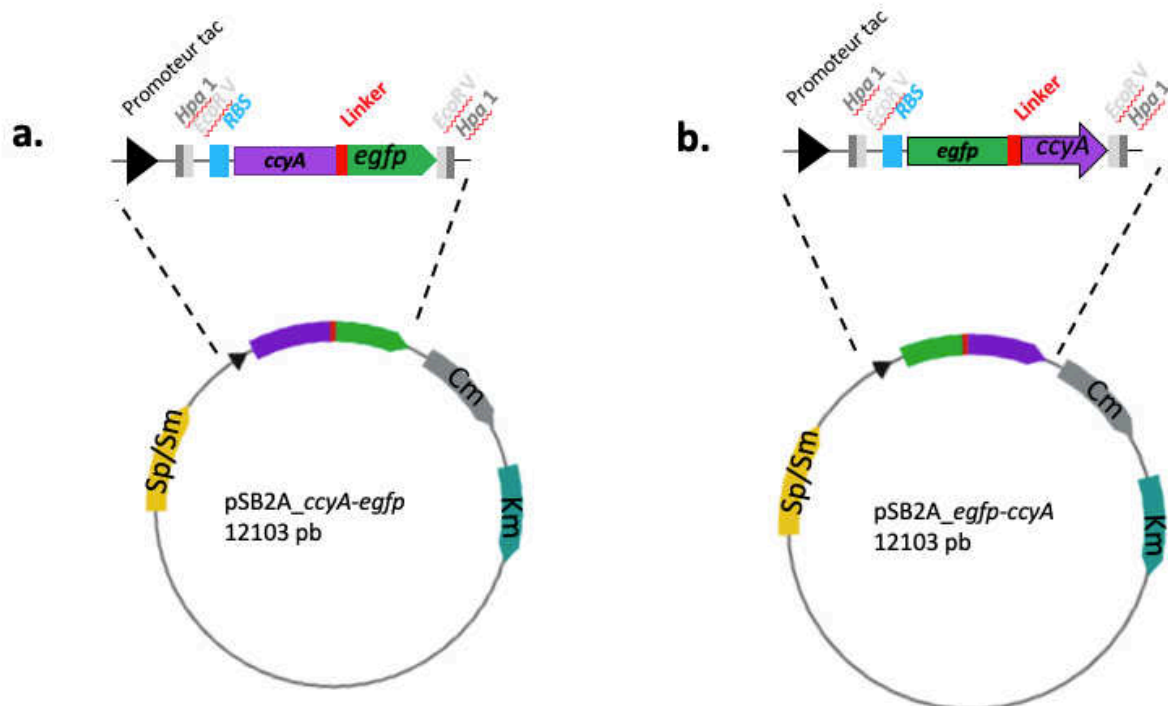 a.
Promoteur tac
Hpa 1
EcoR V
RBS
Linker
EcoR V
Hpa 1
ccyA
egfp
Sp/Sm
Cm
Km
pSB2A_ccyA-egfp
12103 pb
b.
Promoteur tac
Hpa 1
EcoR V
RBS
Linker
EcoR V
Hpa 1
egfp
ccyA
Sp/Sm
Cm
Km
pSB2A_egfp-ccyA
12103 pb